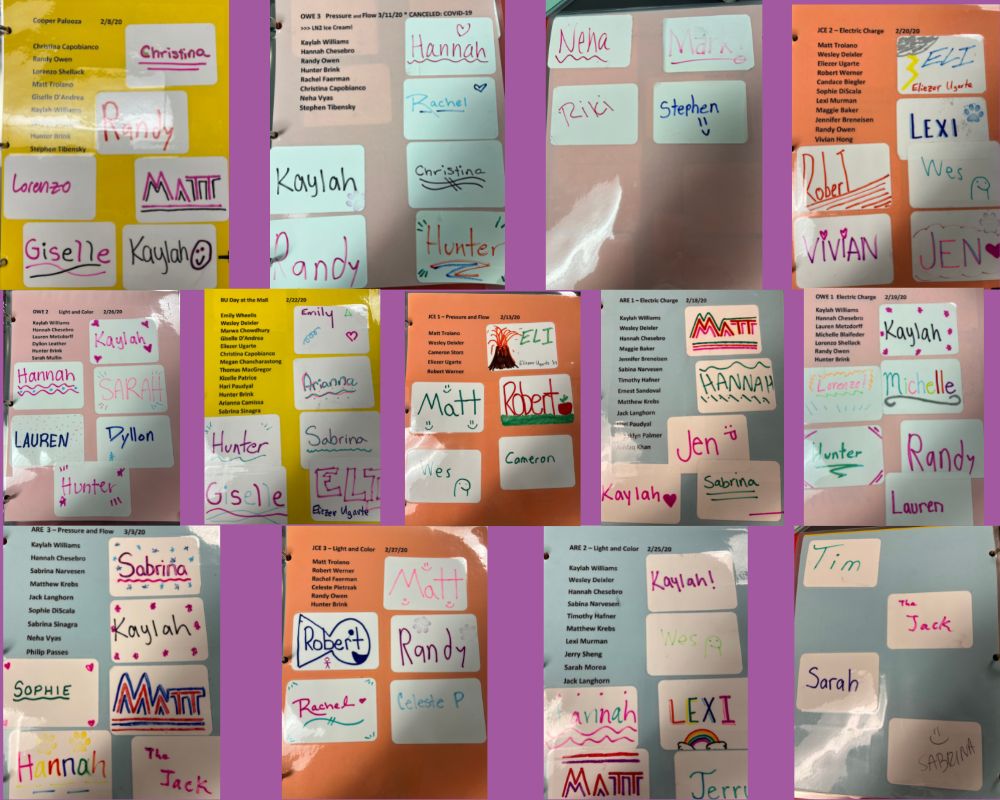 Cooper Palooza 2/8/20
Christina Capobianco
Randy Owen
Lorenzo Shellack
Matt Troiano
Giselle D'Andrea
Kaylah Williams
Hunter Brink
Stephen Tibensky
Christina
Randy
Lorenzo
MATT
Giselle
Kaylah
OWE 3 Pressure and Flow 3/11/20 * CANCELED: COVID-19
>>> LN2 Ice Cream!
Kaylah Williams
Hannah Chesebro
Randy Owen
Hunter Brink
Rachel Faerman
Christina Capobianco
Neha Vyas
Stephen Tibensky
Hannah
Rachel
Kaylah
Christina
Randy
Hunter
Neha
Riki
Stephen
JCE 2 – Electric Charge 2/20/20
Matt Troiano
Wesley Deixler
Eliezer Ugarte
Robert Werner
Candace Biegler
Sophie DiScala
Lexi Murman
Maggie Baker
Jennifer Breneisen
Randy Owen
Vivian Hong
ELI
Eliezer Ugarte
LEXI
RobeRT
Wes
VIVIAN
JEN
OWE 2 Light and Color 2/26/20
Kaylah Williams
Hannah Chesebro
Lauren Metzdorff
Dyllon Leather
Hunter Brink
Sarah Mullin
Kaylah
Hannah
SARAH
LAUREN
Dyllon
Hunter
BU Day at the Mall 2/22/20
Emily Wheelis
Wesley Deixler
Marwa Chowdhury
Giselle D'Andrea
Eliezer Ugarte
Christina Capobianco
Megan Chancharastong
Thomas MacGregor
Kizelle Patrice
Hari Paudyal
Hunter Brink
Arianna Camissa
Sabrina Sinagra
Emily
Arianna
Hunter
Sabrina
Giselle
ELI
Eliezer Ugarte
JCE 1 – Pressure and Flow 2/13/20
Matt Troiano
Wesley Deixler
Cameron Storr
Eliezer Ugarte
Robert Werner
ELI
Eliezer Ugarte
Matt
Robert
Wes
Cameron
ARE 1 – Electric Charge 2/18/20
Kaylah Williams
Wesley Deixler
Hannah Chesebro
Maggie Baker
Jennifer Breneisen
Sabina Narvesen
Timothy Hafner
Ernest Sandoval
Matthew Krebs
Jack Langhorn
Paudyal
Palmer
Khan
MATT
HANNAH
Jen
Kaylah
Sabrina
OWE 1 Electric Charge 2/19/20
Kaylah Williams
Hannah Chesebro
Lauren Metzdorff
Michelle Blaifeder
Lorenzo Shellack
Randy Owen
Hunter Brink
Kaylah
Lorenzo!
Michelle
Hunter
Randy
Lauren
ARE 3 – Pressure and Flow 3/3/20
Kaylah Williams
Hannah Chesebro
Sabrina Narvesen
Matthew Krebs
Sophie DiScala
Sabrina Sinagra
Neha Vyas
Philip Passes
Sabrina
Kaylah
SOPHIE
MATT
Hannah
The
Jack
JCE 3 – Light and Color 2/27/20
Matt Troiano
Robert Werner
Rachel Faerman
Celeste Pietrzak
Randy Owen
Hunter Brink
Matt
Robert
Randy
Rachel
Celeste P
ARE 2 – Light and Color 2/25/20
Kaylah Williams
Wesley Deixler
Hannah Chesebro
Sabina Narvesen
Timothy Hafner
Matthew Krebs
Lexi Murman
Jerry Sheng
Sarah Morea
Jack Langhorn
Kaylah!
Wes
LEXI
MATT
Jerry
Tim
The
Jack
Sarah
SABRINA